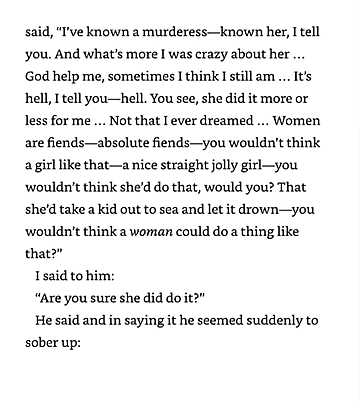 said, “I’ve known a murderess—known her, I tell
you. And what’s more I was crazy about her …
God help me, sometimes I think I still am … It’s
hell, I tell you—hell. You see, she did it more or
less for me … Not that I ever dreamed … Women
are fiends—absolute fiends—you wouldn’t think
a girl like that—a nice straight jolly girl—you
wouldn’t think she’d do that, would you? That
she’d take a kid out to sea and let it drown—you
wouldn’t think a woman could do a thing like
that?”
I said to him:
“Are you sure she did do it?”
He said and in saying it he seemed suddenly to
sober up: